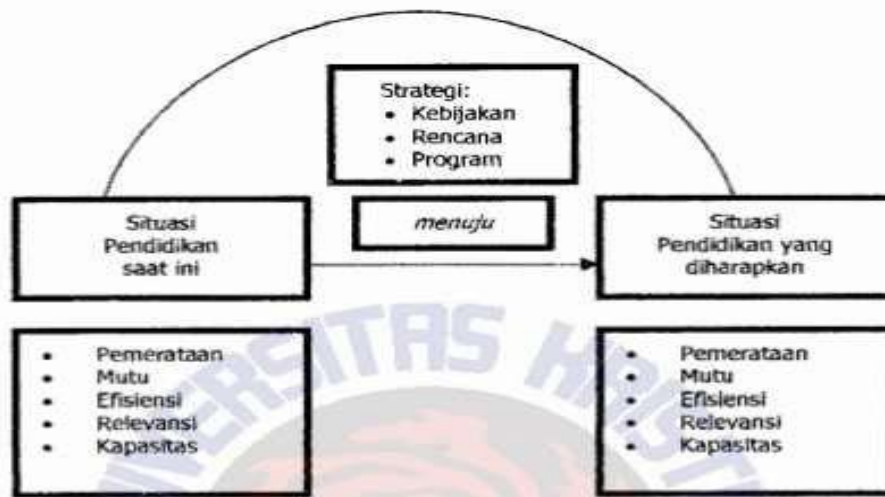 Strategi:
• Kebijakan
• Rencana
• Program
Situasi
Pendidikan
saat ini
menuju
Situasi
Pendidikan yang
diharapkan
• Pemerataan
• Mutu
• Efisiensi
• Relevansi
• Kapasitas
• Pemerataan
• Mutu
• Efisiensi
• Relevansi
• Kapasitas